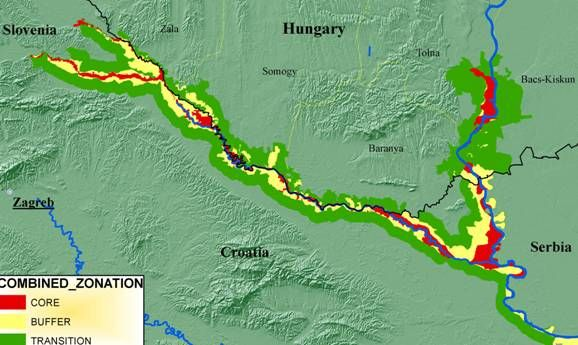 Slovenia
Zala
Hungary
Tolna
Somogy
Bacs-Kiskun
Baranya
Zagreb
Croatia
Serbia
COMBINED_ZONATION
CORE
BUFFER
TRANSITION